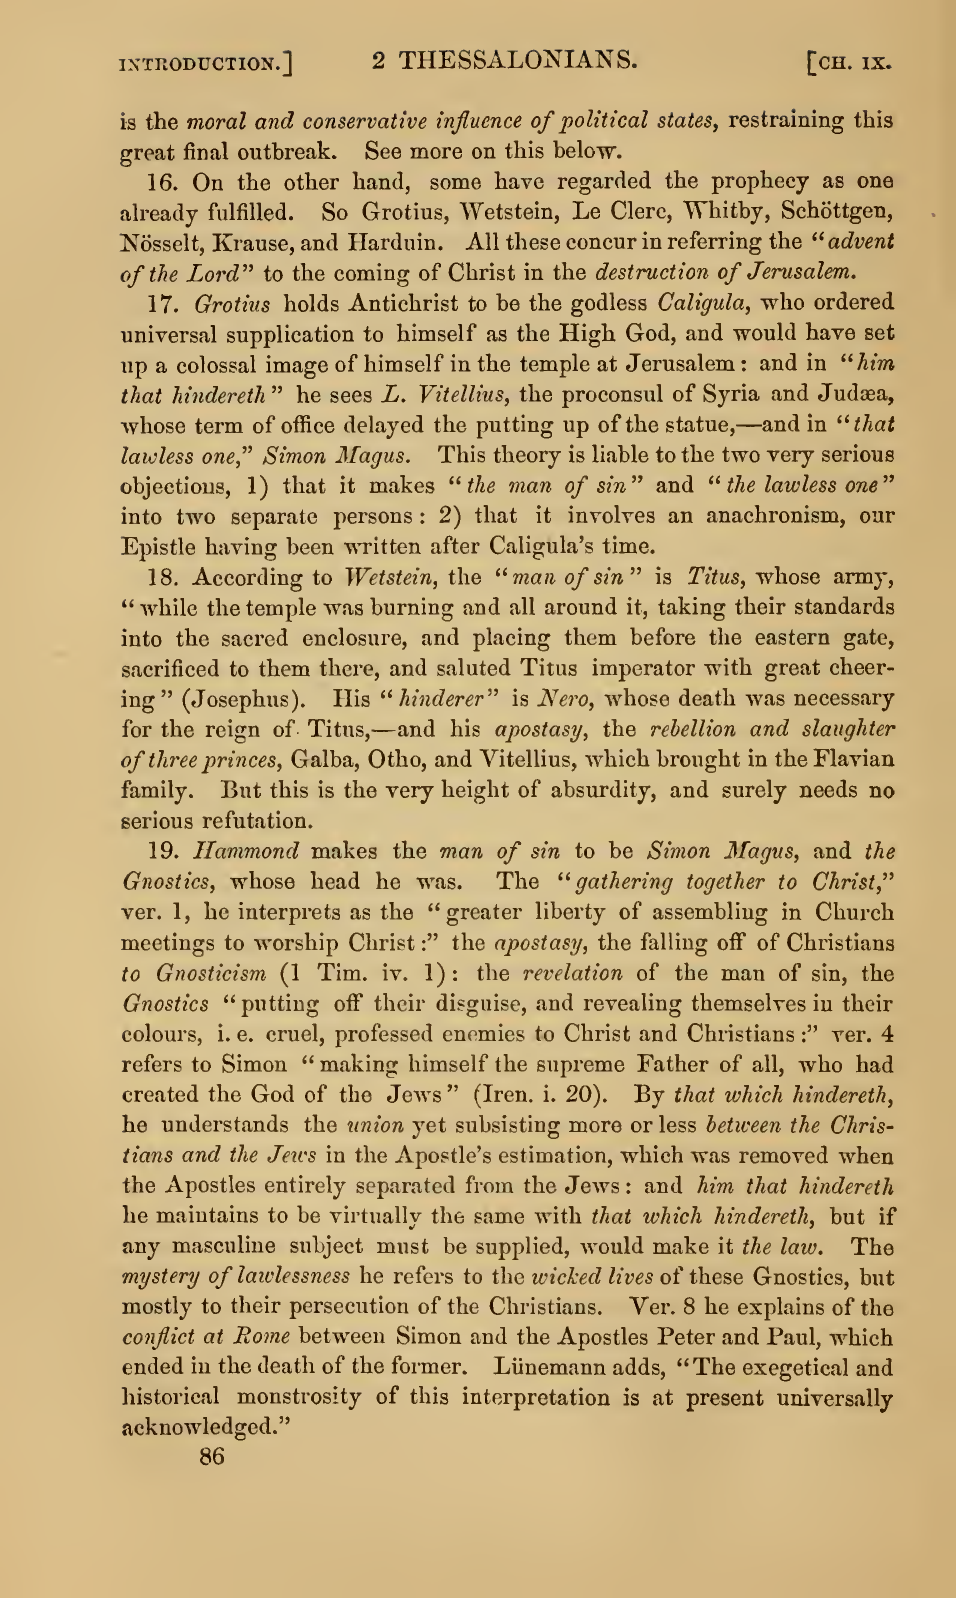 INTRODUCTION.] 2 THESSALONIANS. [CH. IX.
is the moral and conservative influence of political states, restraining this
great final outbreak. See more on this below.
16. On the other hand, some have regarded the prophecy as one
already fulfilled. So Grotius, Wetstein, Le Clerc, Whitby, Schöttgen,
Nösselt, Krause, and Harduin. All these concur in referring the “advent
of the Lord” to the coming of Christ in the destruction of Jerusalem.
17. Grotius holds Antichrist to be the godless Caligula, who ordered
universal supplication to himself as the High God, and would have set
up a colossal image of himself in the temple at Jerusalem : and in “him
that hindereth” he sees L. Vitellius, the proconsul of Syria and Judæa,
whose term of office delayed the putting up of the statue,—and in “that
lawless one,” Simon Magus. This theory is liable to the two very serious
objections, 1) that it makes “the man of sin” and “the lawless one”
into two separate persons : 2) that it involves an anachronism, our
Epistle having been written after Caligula’s time.
18. According to Wetstein, the “man of sin” is Titus, whose army,
“while the temple was burning and all around it, taking their standards
into the sacred enclosure, and placing them before the eastern gate,
sacrificed to them there, and saluted Titus imperator with great cheer-
ing” (Josephus). His “hinderer” is Nero, whose death was necessary
for the reign of Titus,—and his apostasy, the rebellion and slaughter
of three princes, Galba, Otho, and Vitellius, which brought in the Flavian
family. But this is the very height of absurdity, and surely needs no
serious refutation.
19. Hammond makes the man of sin to be Simon Magus, and the
Gnostics, whose head he was. The “gathering together to Christ,”
ver. 1, he interprets as the “greater liberty of assembling in Church
meetings to worship Christ :” the apostasy, the falling off of Christians
to Gnosticism (1 Tim. iv. 1) : the revelation of the man of sin, the
Gnostics “putting off their disguise, and revealing themselves in their
colours, i. e. cruel, professed enemies to Christ and Christians :” ver. 4
refers to Simon “making himself the supreme Father of all, who had
created the God of the Jews” (Iren. i. 20). By that which hindereth,
he understands the union yet subsisting more or less between the Chris-
tians and the Jews in the Apostle’s estimation, which was removed when
the Apostles entirely separated from the Jews : and him that hindereth
he maintains to be virtually the same with that which hindereth, but if
any masculine subject must be supplied, would make it the law. The
mystery of lawlessness he refers to the wicked lives of these Gnostics, but
mostly to their persecution of the Christians. Ver. 8 he explains of the
conflict at Rome between Simon and the Apostles Peter and Paul, which
ended in the death of the former. Lünemann adds, “The exegetical and
historical monstrosity of this interpretation is at present universally
acknowledged.”
86